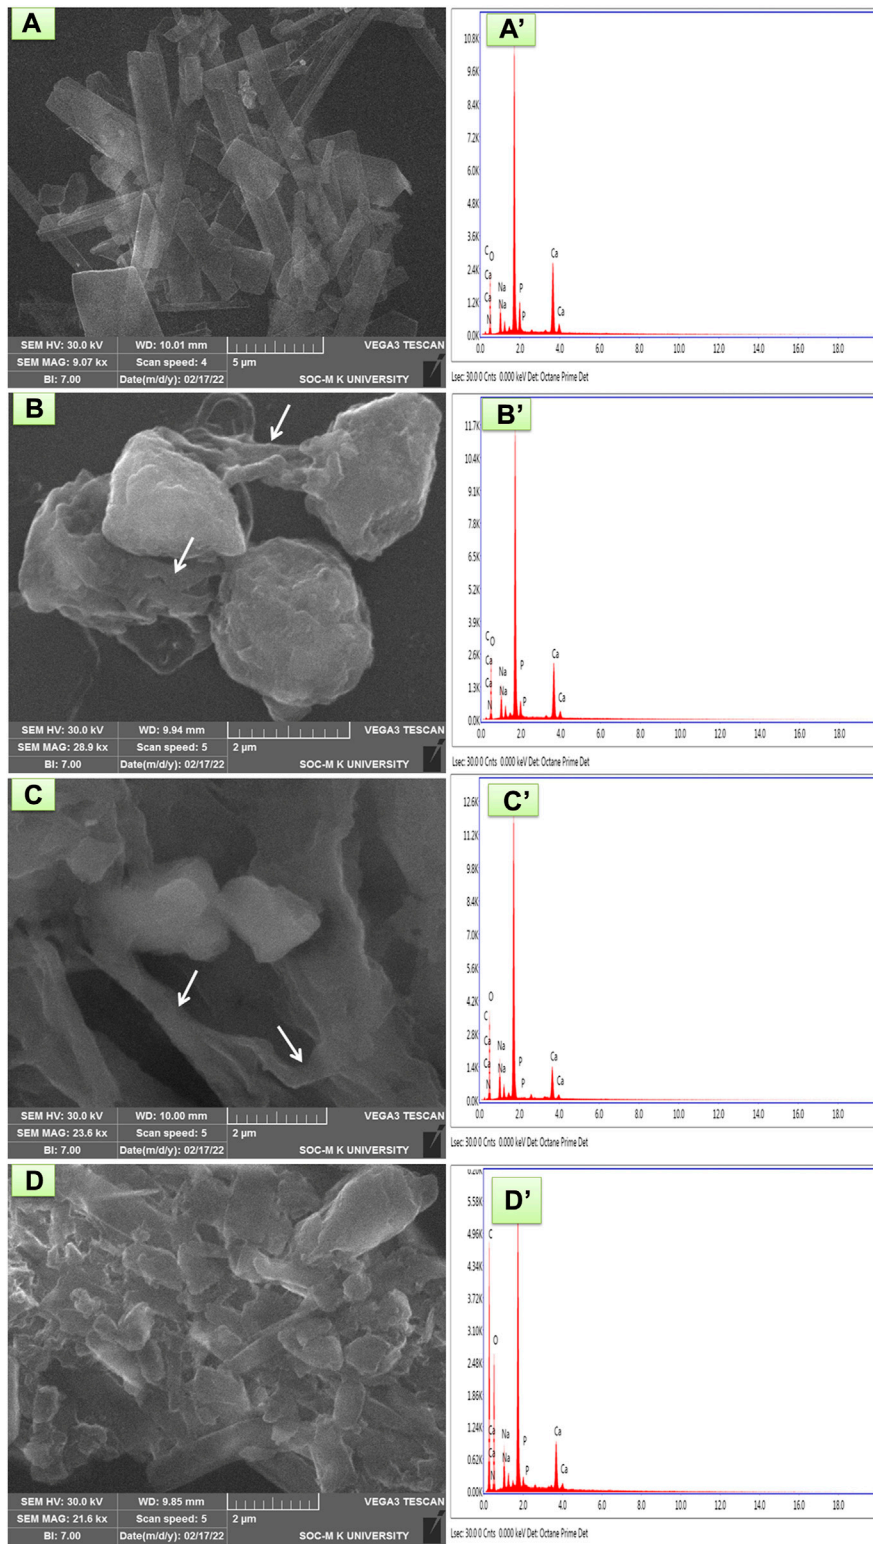 A
SEM HV: 30.0 kV WD: 10.01 mm VEGA3 TESCAN
SEM MAG: 9.07 kx Scan speed: 4 5 µm
BI: 7.00 Date(m/d/y): 02/17/22 SOC-M K UNIVERSITY
A’
10.8K
9.6K
8.4K
7.2K
6.0K
4.8K
3.6K
2.4K
1.2K
0.0K
C O
Ca
Ca
N
Na
Na
P
P
Ca
Ca
0.0 2.0 4.0 6.0 8.0 10.0 12.0 14.0 16.0 18.0
Lsec: 30.0 0 Cnts 0.000 keV Det: Octane Prime Det
B
SEM HV: 30.0 kV WD: 9.94 mm VEGA3 TESCAN
SEM MAG: 28.9 kx Scan speed: 5 2 µm
BI: 7.00 Date(m/d/y): 02/17/22 SOC-M K UNIVERSITY
B’
11.7K
10.4K
9.1K
7.8K
6.5K
5.2K
3.9K
2.6K
1.3K
0.0K
C O
Ca
Ca
N
Na
Na
P
P
Ca
Ca
0.0 2.0 4.0 6.0 8.0 10.0 12.0 14.0 16.0 18.0
Lsec: 30.0 0 Cnts 0.000 keV Det: Octane Prime Det
C
SEM HV: 30.0 kV WD: 10.00 mm VEGA3 TESCAN
SEM MAG: 23.6 kx Scan speed: 5 2 µm
BI: 7.00 Date(m/d/y): 02/17/22 SOC-M K UNIVERSITY
C’
12.6K
11.2K
9.8K
8.4K
7.0K
5.6K
4.2K
2.8K
1.4K
0.0K
O
C
Ca
Ca
N
Na
Na
P
P
Ca
Ca
0.0 2.0 4.0 6.0 8.0 10.0 12.0 14.0 16.0 18.0
Lsec: 30.0 0 Cnts 0.000 keV Det: Octane Prime Det
D
SEM HV: 30.0 kV WD: 9.85 mm VEGA3 TESCAN
SEM MAG: 21.6 kx Scan speed: 5 2 µm
BI: 7.00 Date(m/d/y): 02/17/22 SOC-M K UNIVERSITY
D’
6.20K
5.58K
4.96K
4.34K
3.72K
3.10K
2.48K
1.86K
1.24K
0.62K
0.00K
C
O
Ca
Ca
N
Na
Na
P
P
Ca
Ca
0.0 2.0 4.0 6.0 8.0 10.0 12.0 14.0 16.0 18.0
Lsec: 30.0 0 Cnts 0.000 keV Det: Octane Prime Det